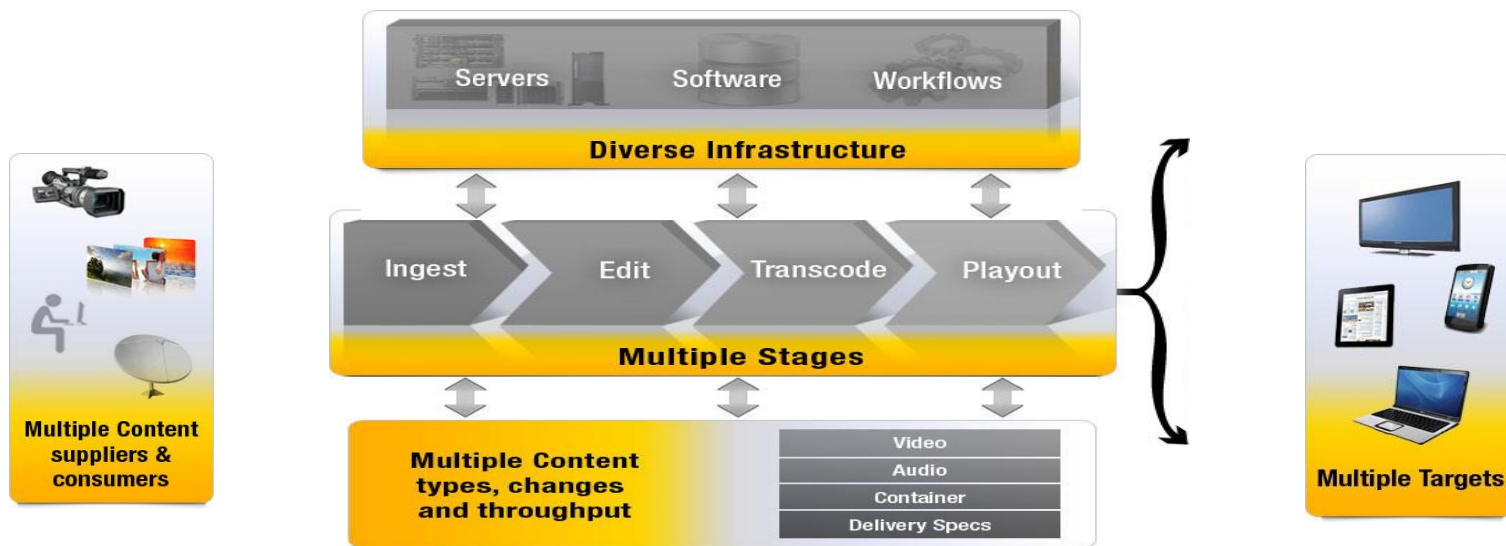 Servers
Software
Workflows
Diverse Infrastructure
Ingest
Edit
Transcode
Playout
Multiple Stages
Multiple Content
suppliers &
consumers
Multiple Content
types, changes
and throughput
Video
Audio
Container
Delivery Specs
Multiple Targets